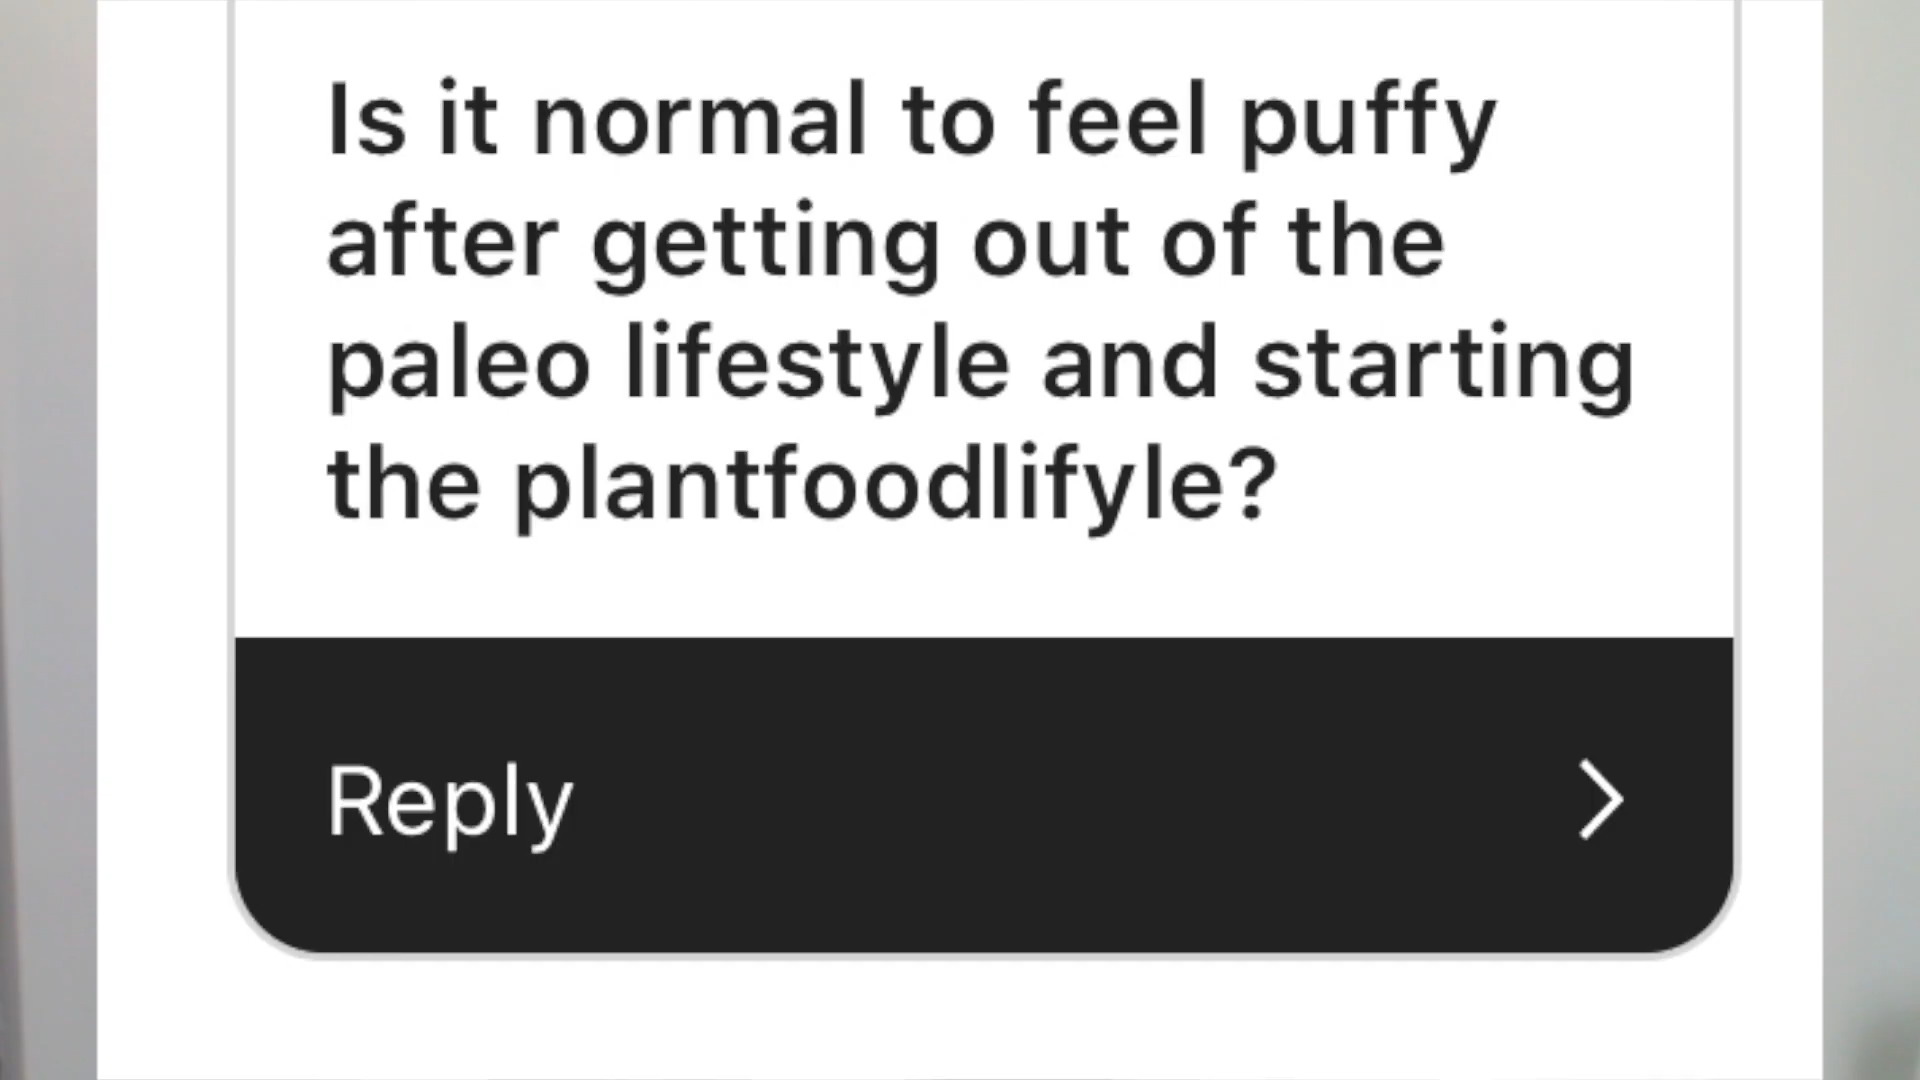 Is it normal to feel puffy
after getting out of the
paleo lifestyle and starting
the plantfoodlifyle?
Reply